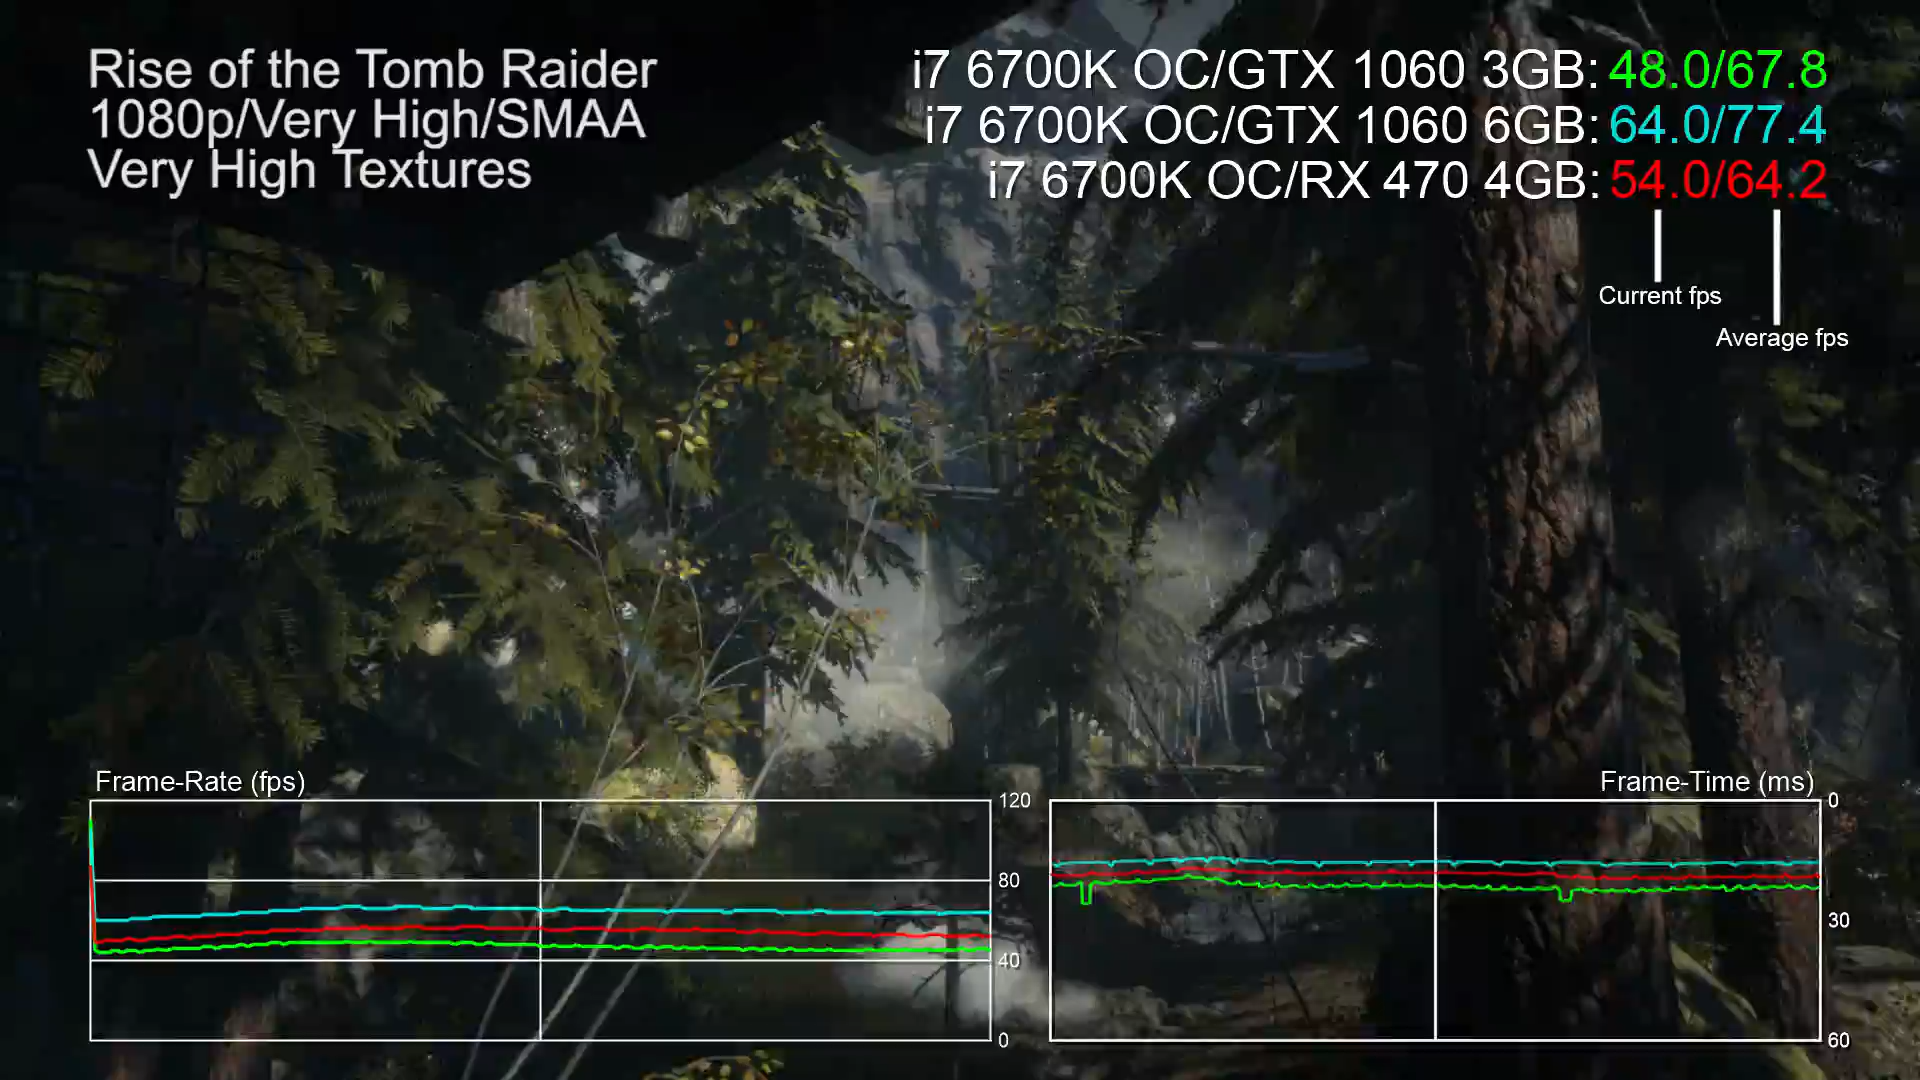 Rise of the Tomb Raider
1080p/Very High/SMAA
Very High Textures
i7 6700K OC/GTX 1060 3GB: 48.0/67.8
i7 6700K OC/GTX 1060 6GB: 64.0/77.4
i7 6700K OC/RX 470 4GB: 54.0/64.2
Current fps
Average fps
Frame-Rate (fps)
120
80
40
0
Frame-Time (ms)
0
30
60